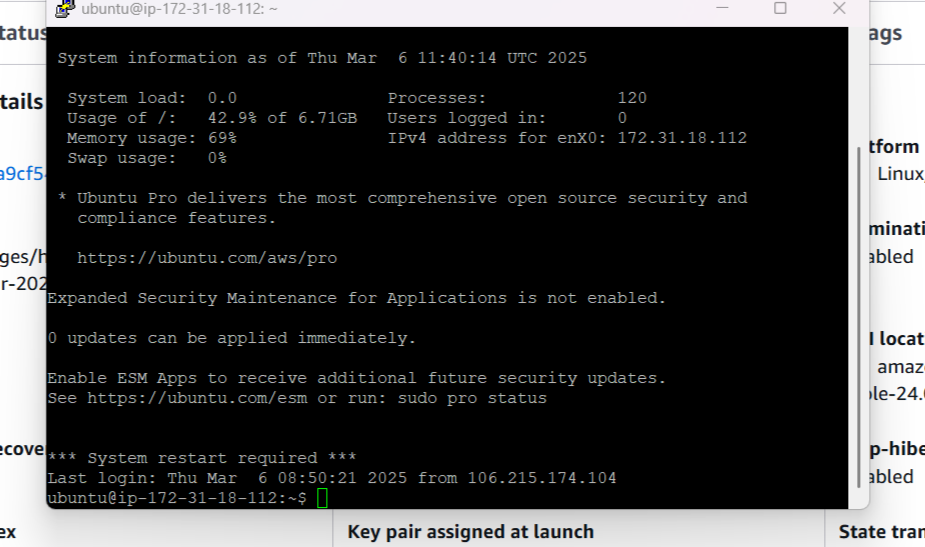 ubuntu@ip-172-31-18-112: ~
System information as of Thu Mar  6 11:40:14 UTC 2025
System load:  0.0                Processes:             120
Usage of /:   42.9% of 6.71GB   Users logged in:       0
Memory usage: 69%                IPv4 address for enX0: 172.31.18.112
Swap usage:   0%
* Ubuntu Pro delivers the most comprehensive open source security and
compliance features.
https://ubuntu.com/aws/pro
Expanded Security Maintenance for Applications is not enabled.
0 updates can be applied immediately.
Enable ESM Apps to receive additional future security updates.
See https://ubuntu.com/esm or run: sudo pro status
*** System restart required ***
Last login: Thu Mar  6 08:50:21 2025 from 106.215.174.104
ubuntu@ip-172-31-18-112:~$
tatus
tails
a9cf54
ges/h
r-202
ecove
ex
Key pair assigned at launch
ags
tform
Linux/
minati
abled
I locat
amaz
ole-24.
p-hibe
abled
State tran